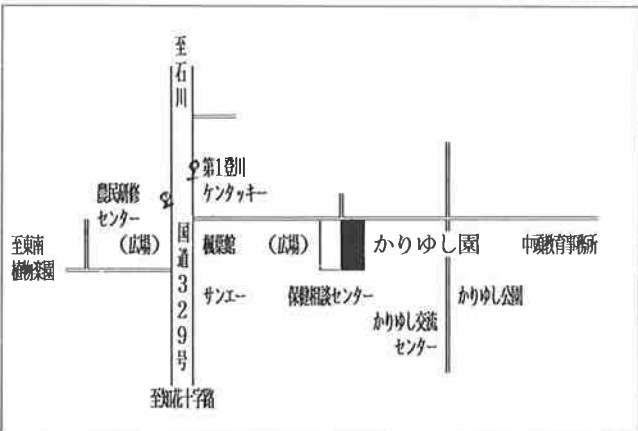 至石川
第1登川
ケンタッキー
農民研修
センター
(広場)
至東南
植物楽園
国道329号
楓葉館
(広場)
かりゆし園
中頭教育事務所
サンエー
保健相談センター
かりゆし公園
かりゆし交流
センター
至知花十字路